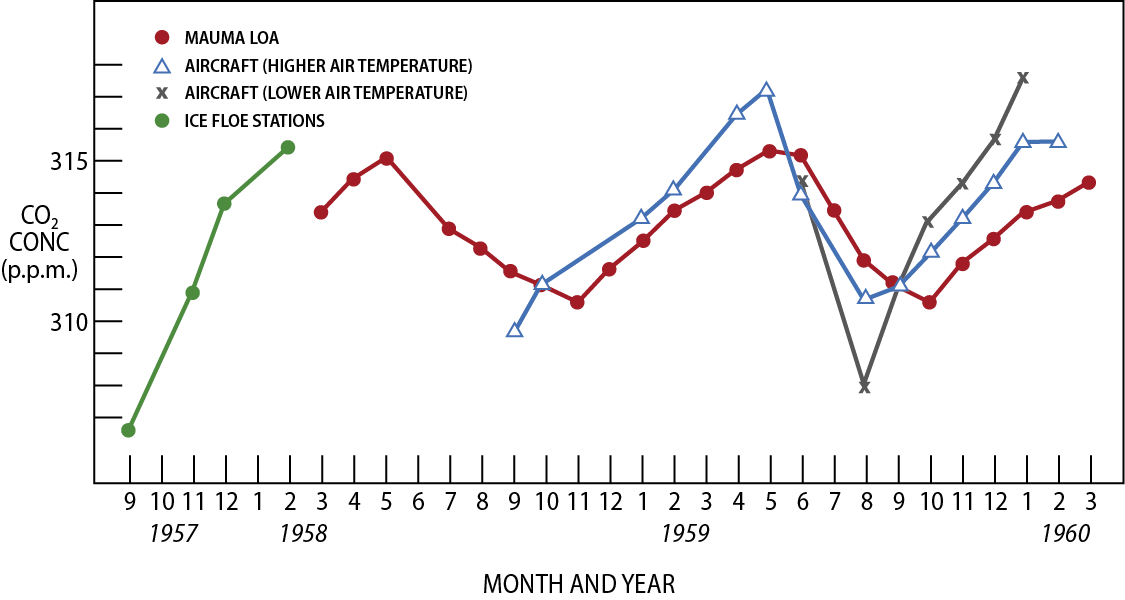 MAUMA LOA
AIRCRAFT (HIGHER AIR TEMPERATURE)
AIRCRAFT (LOWER AIR TEMPERATURE)
ICE FLOE STATIONS
315
CO₂
CONC
(p.p.m.)
310
9 10 11 12 1 2 3 4 5 6 7 8 9 10 11 12 1 2 3 4 5 6 7 8 9 10 11 12 1 2 3
1957 1958 1959 1960
MONTH AND YEAR